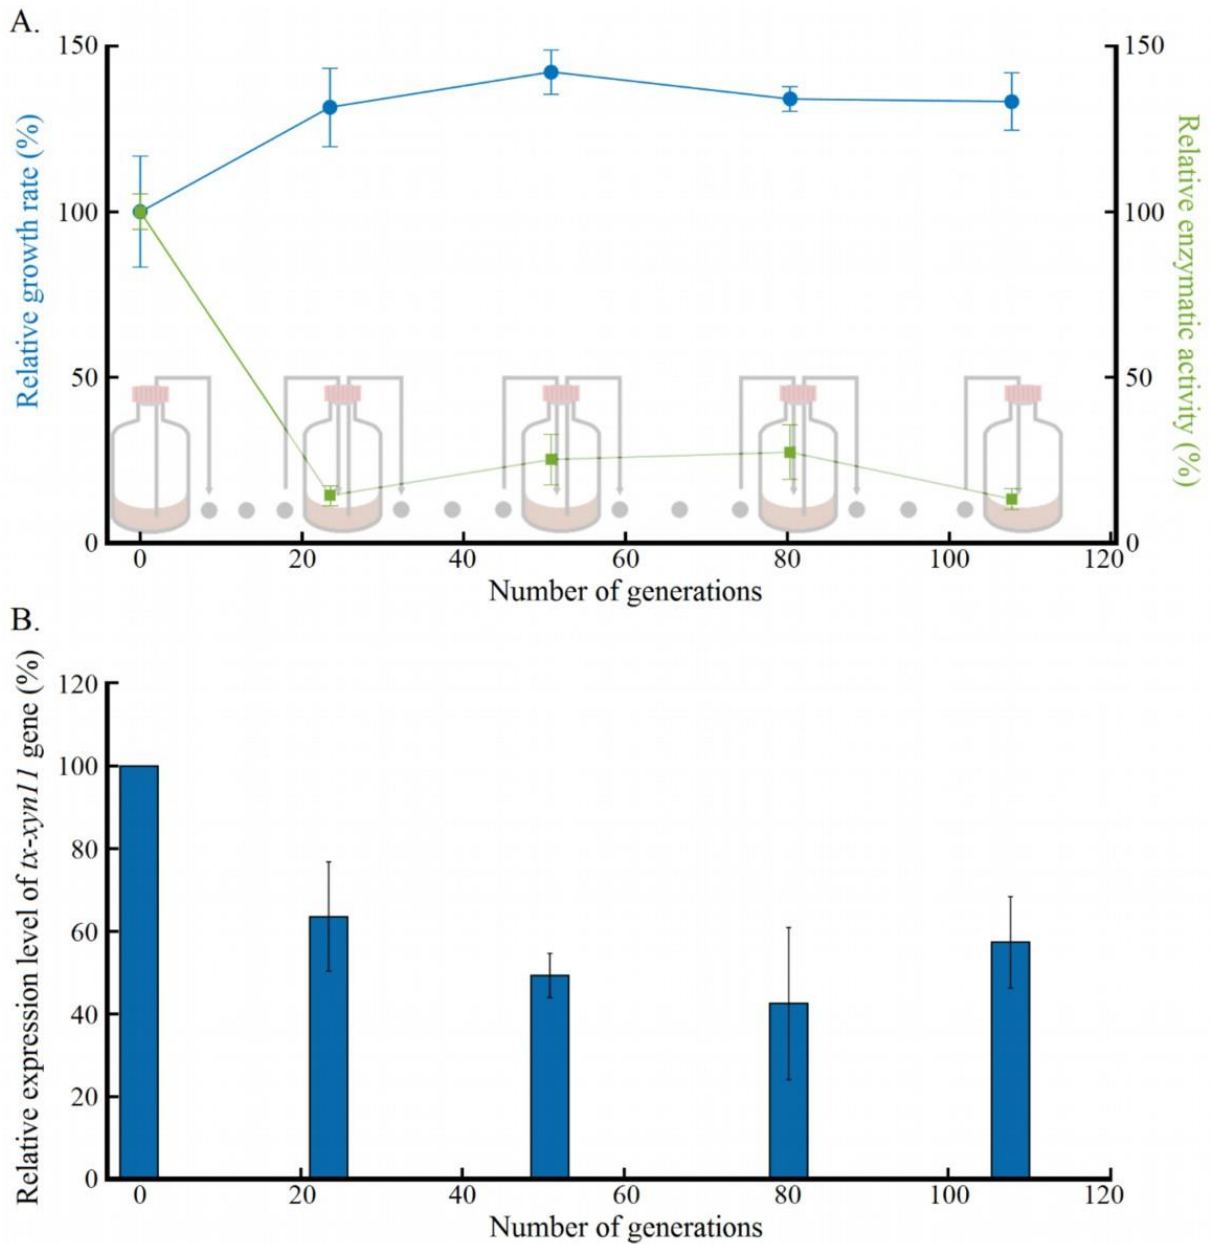 A.
150
100
50
0
Relative growth rate (%)
150
100
50
0
Relative enzymatic activity (%)
0 20 40 60 80 100 120
Number of generations
B.
Relative expression level of tx-xyn11 gene (%)
120
100
80
60
40
20
0
0 20 40 60 80 100 120
Number of generations